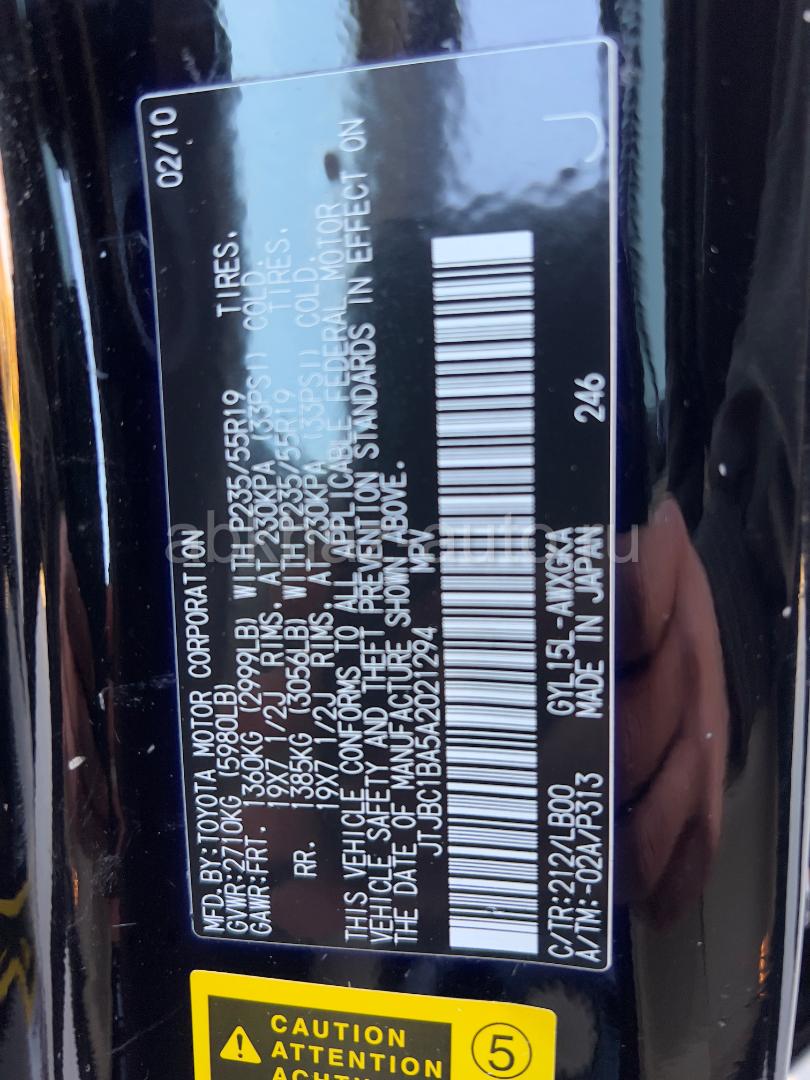 MFD.BY:TOYOTA MOTOR CORPORATION 02/10
GVWR:2710KG (5980LB)
GAWR:FRT. 1360KG (2999LB) WITH P235/55R19 TIRES.
19X7 1/2J RIMS. AT 230KPA (33PSI) COLD.
RR. 1385KG (3056LB) WITH P235/55R19 TIRES.
19X7 1/2J RIMS. AT 230KPA (33PSI) COLD.
THIS VEHICLE CONFORMS TO ALL APPLICABLE FEDERAL MOTOR
VEHICLE SAFETY AND THEFT PREVENTION STANDARDS IN EFFECT ON
THE DATE OF MANUFACTURE SHOWN ABOVE.
JTJBC1BA5A2021294 MPV
C/TR:212/LB00 GYL15L-AWXGKA
A/TM:-02A/P313 MADE IN JAPAN 246
CAUTION
ATTENTION
ACHTUNG
5
abkhaz-auto.ru